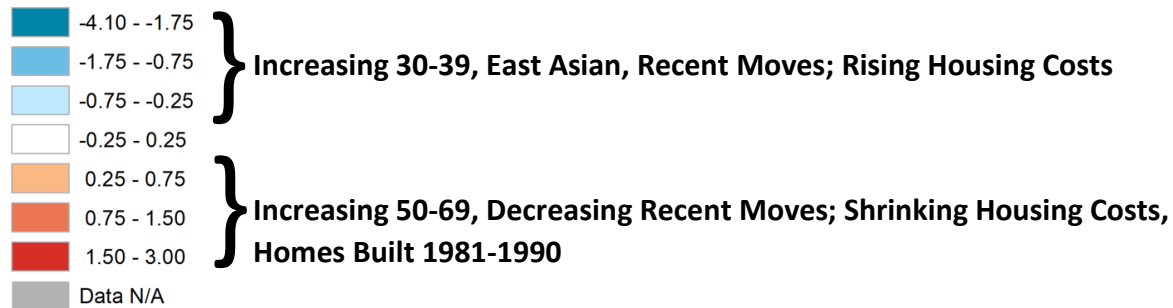 -4.10 - -1.75
-1.75 - -0.75
Increasing 30-39, East Asian, Recent Moves; Rising Housing Costs
-0.75 - -0.25
-0.25 - 0.25
0.25 - 0.75
0.75 - 1.50
Increasing 50-69, Decreasing Recent Moves; Shrinking Housing Costs,
Homes Built 1981-1990
1.50 - 3.00
Data N/A